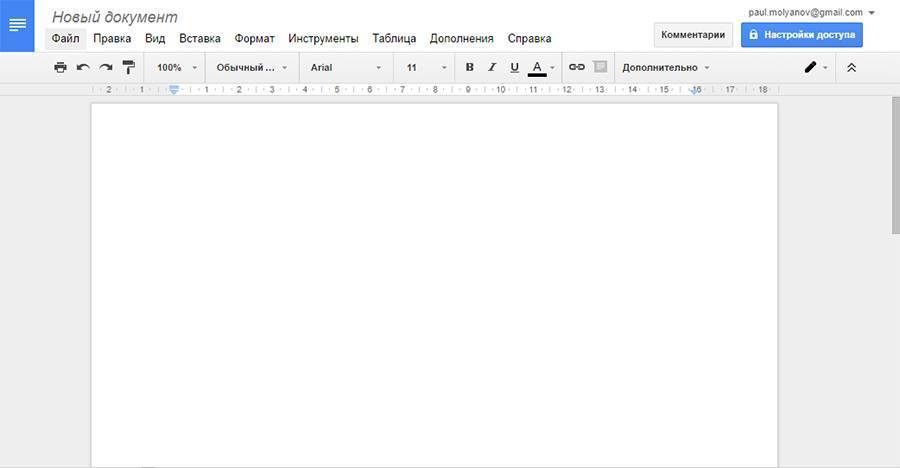 Новый документ
paul.molyanov@gmail.com
Файл Правка Вид Вставка Формат Инструменты Таблица Дополнения Справка
Комментарии
Настройки доступа
100% Обычный ... Arial 11 B I U A Дополнительно
2 1 1 2 3 4 5 6 7 8 9 10 11 12 13 14 15 16 17 18